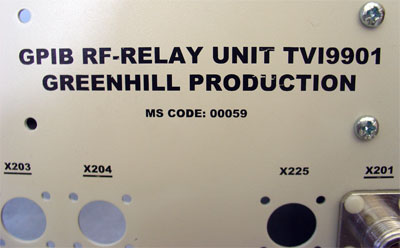 GPIB RF-RELAY UNIT TVI9901
GREENHILL PRODUCTION
MS CODE: 00059
X203 X204 X225 X201